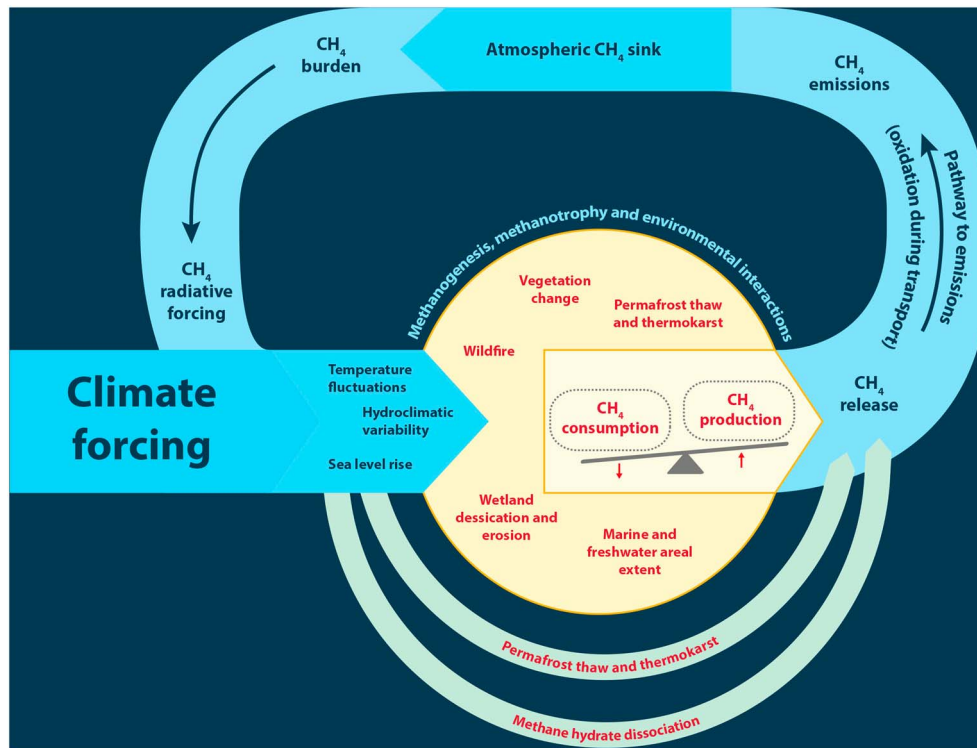 CH₄
burden
Atmospheric CH₄ sink
CH₄
emissions
Pathway to emissions
(oxidation during transport)
CH₄
radiative
forcing
Methanogenesis, methanotrophy and environmental interactions
Vegetation
change
Permafrost thaw
and thermokarst
Wildfire
Climate
forcing
Temperature
fluctuations
Hydroclimatic
variability
Sea level rise
CH₄
consumption
CH₄
production
CH₄
release
Wetland
dessication and
erosion
Marine and
freshwater areal
extent
Permafrost thaw and thermokarst
Methane hydrate dissociation